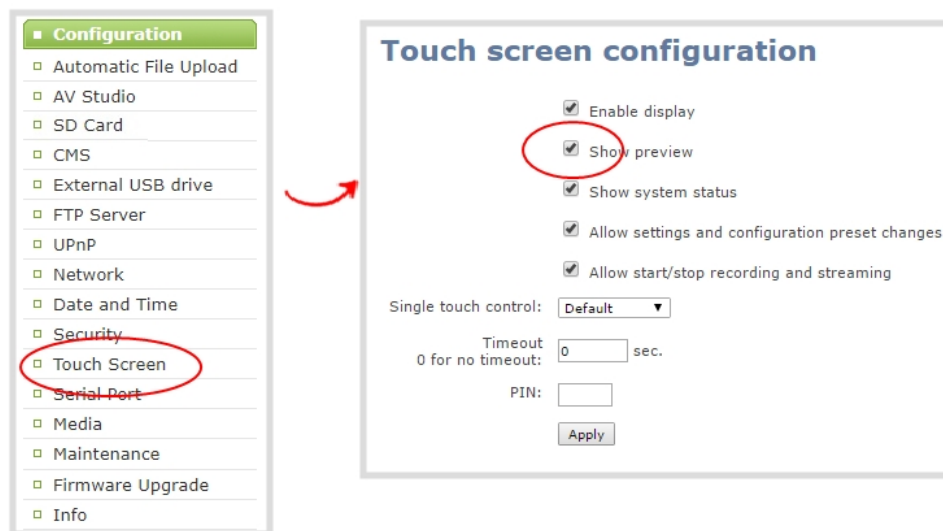 Configuration
Automatic File Upload
AV Studio
SD Card
CMS
External USB drive
FTP Server
UPnP
Network
Date and Time
Security
Touch Screen
Serial Port
Media
Maintenance
Firmware Upgrade
Info
Touch screen configuration
Enable display
Show preview
Show system status
Allow settings and configuration preset changes
Allow start/stop recording and streaming
Single touch control: Default
Timeout
0 for no timeout: 0 sec.
PIN:
Apply